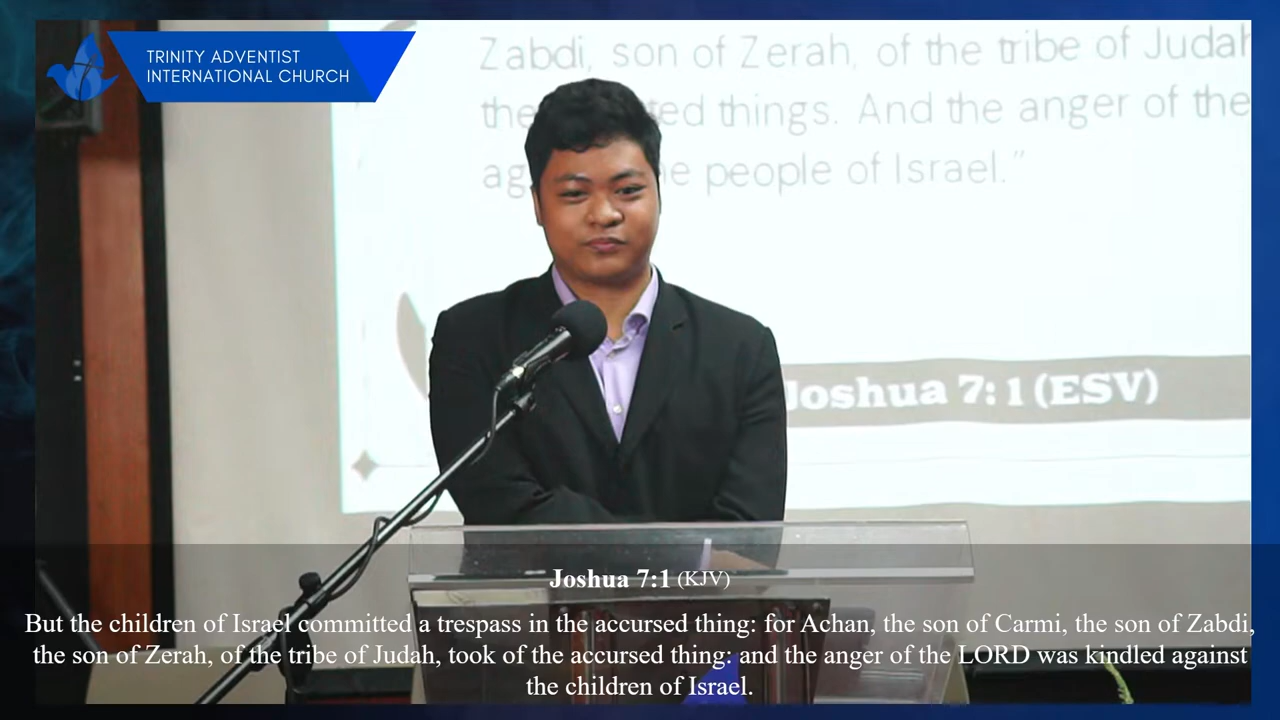 TRINITY ADVENTIST
INTERNATIONAL CHURCH
Zabdi, son of Zerah, of the tribe of Judah
the ed things. And the anger of the
ag e people of Israel.”
Joshua 7:1 (ESV)
Joshua 7:1 (KJV)
But the children of Israel committed a trespass in the accursed thing: for Achan, the son of Carmi, the son of Zabdi,
the son of Zerah, of the tribe of Judah, took of the accursed thing: and the anger of the LORD was kindled against
the children of Israel.